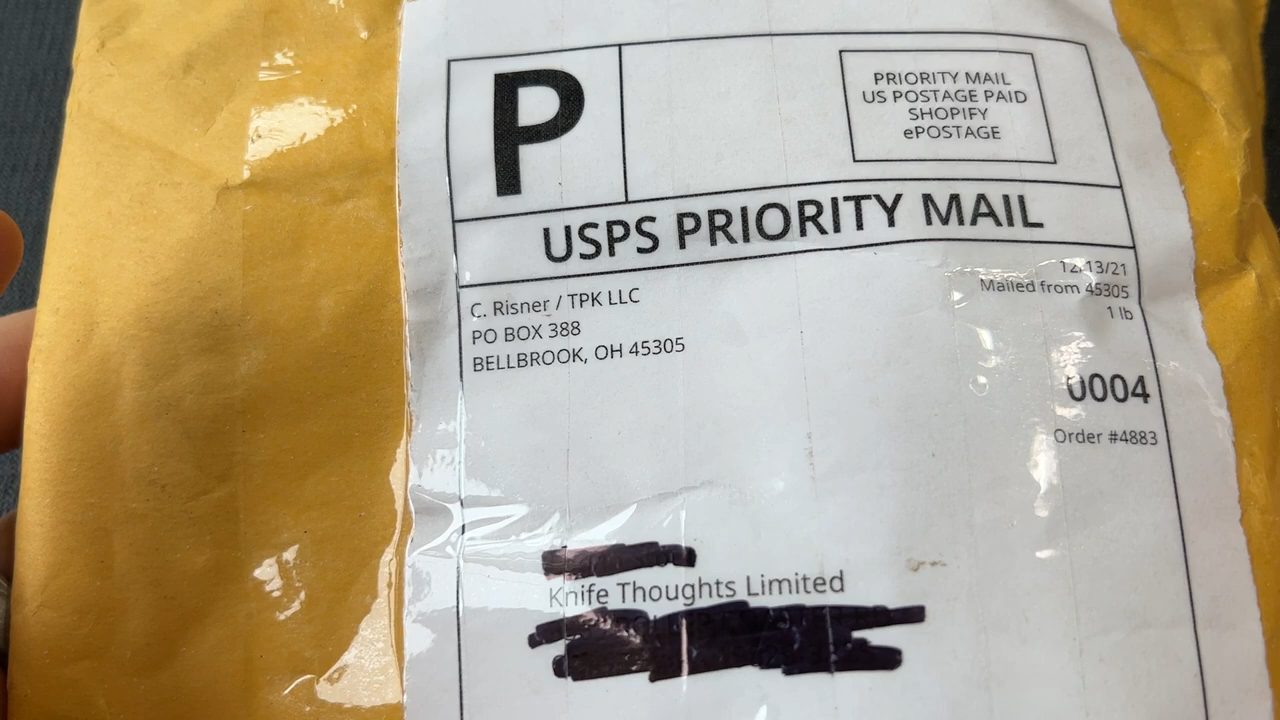 P
PRIORITY MAIL
US POSTAGE PAID
SHOPIFY
ePOSTAGE
USPS PRIORITY MAIL
12/13/21
Mailed from 45305
1 lb
C. Risner / TPK LLC
PO BOX 388
BELLBROOK, OH 45305
0004
Order #4883
Knife Thoughts Limited